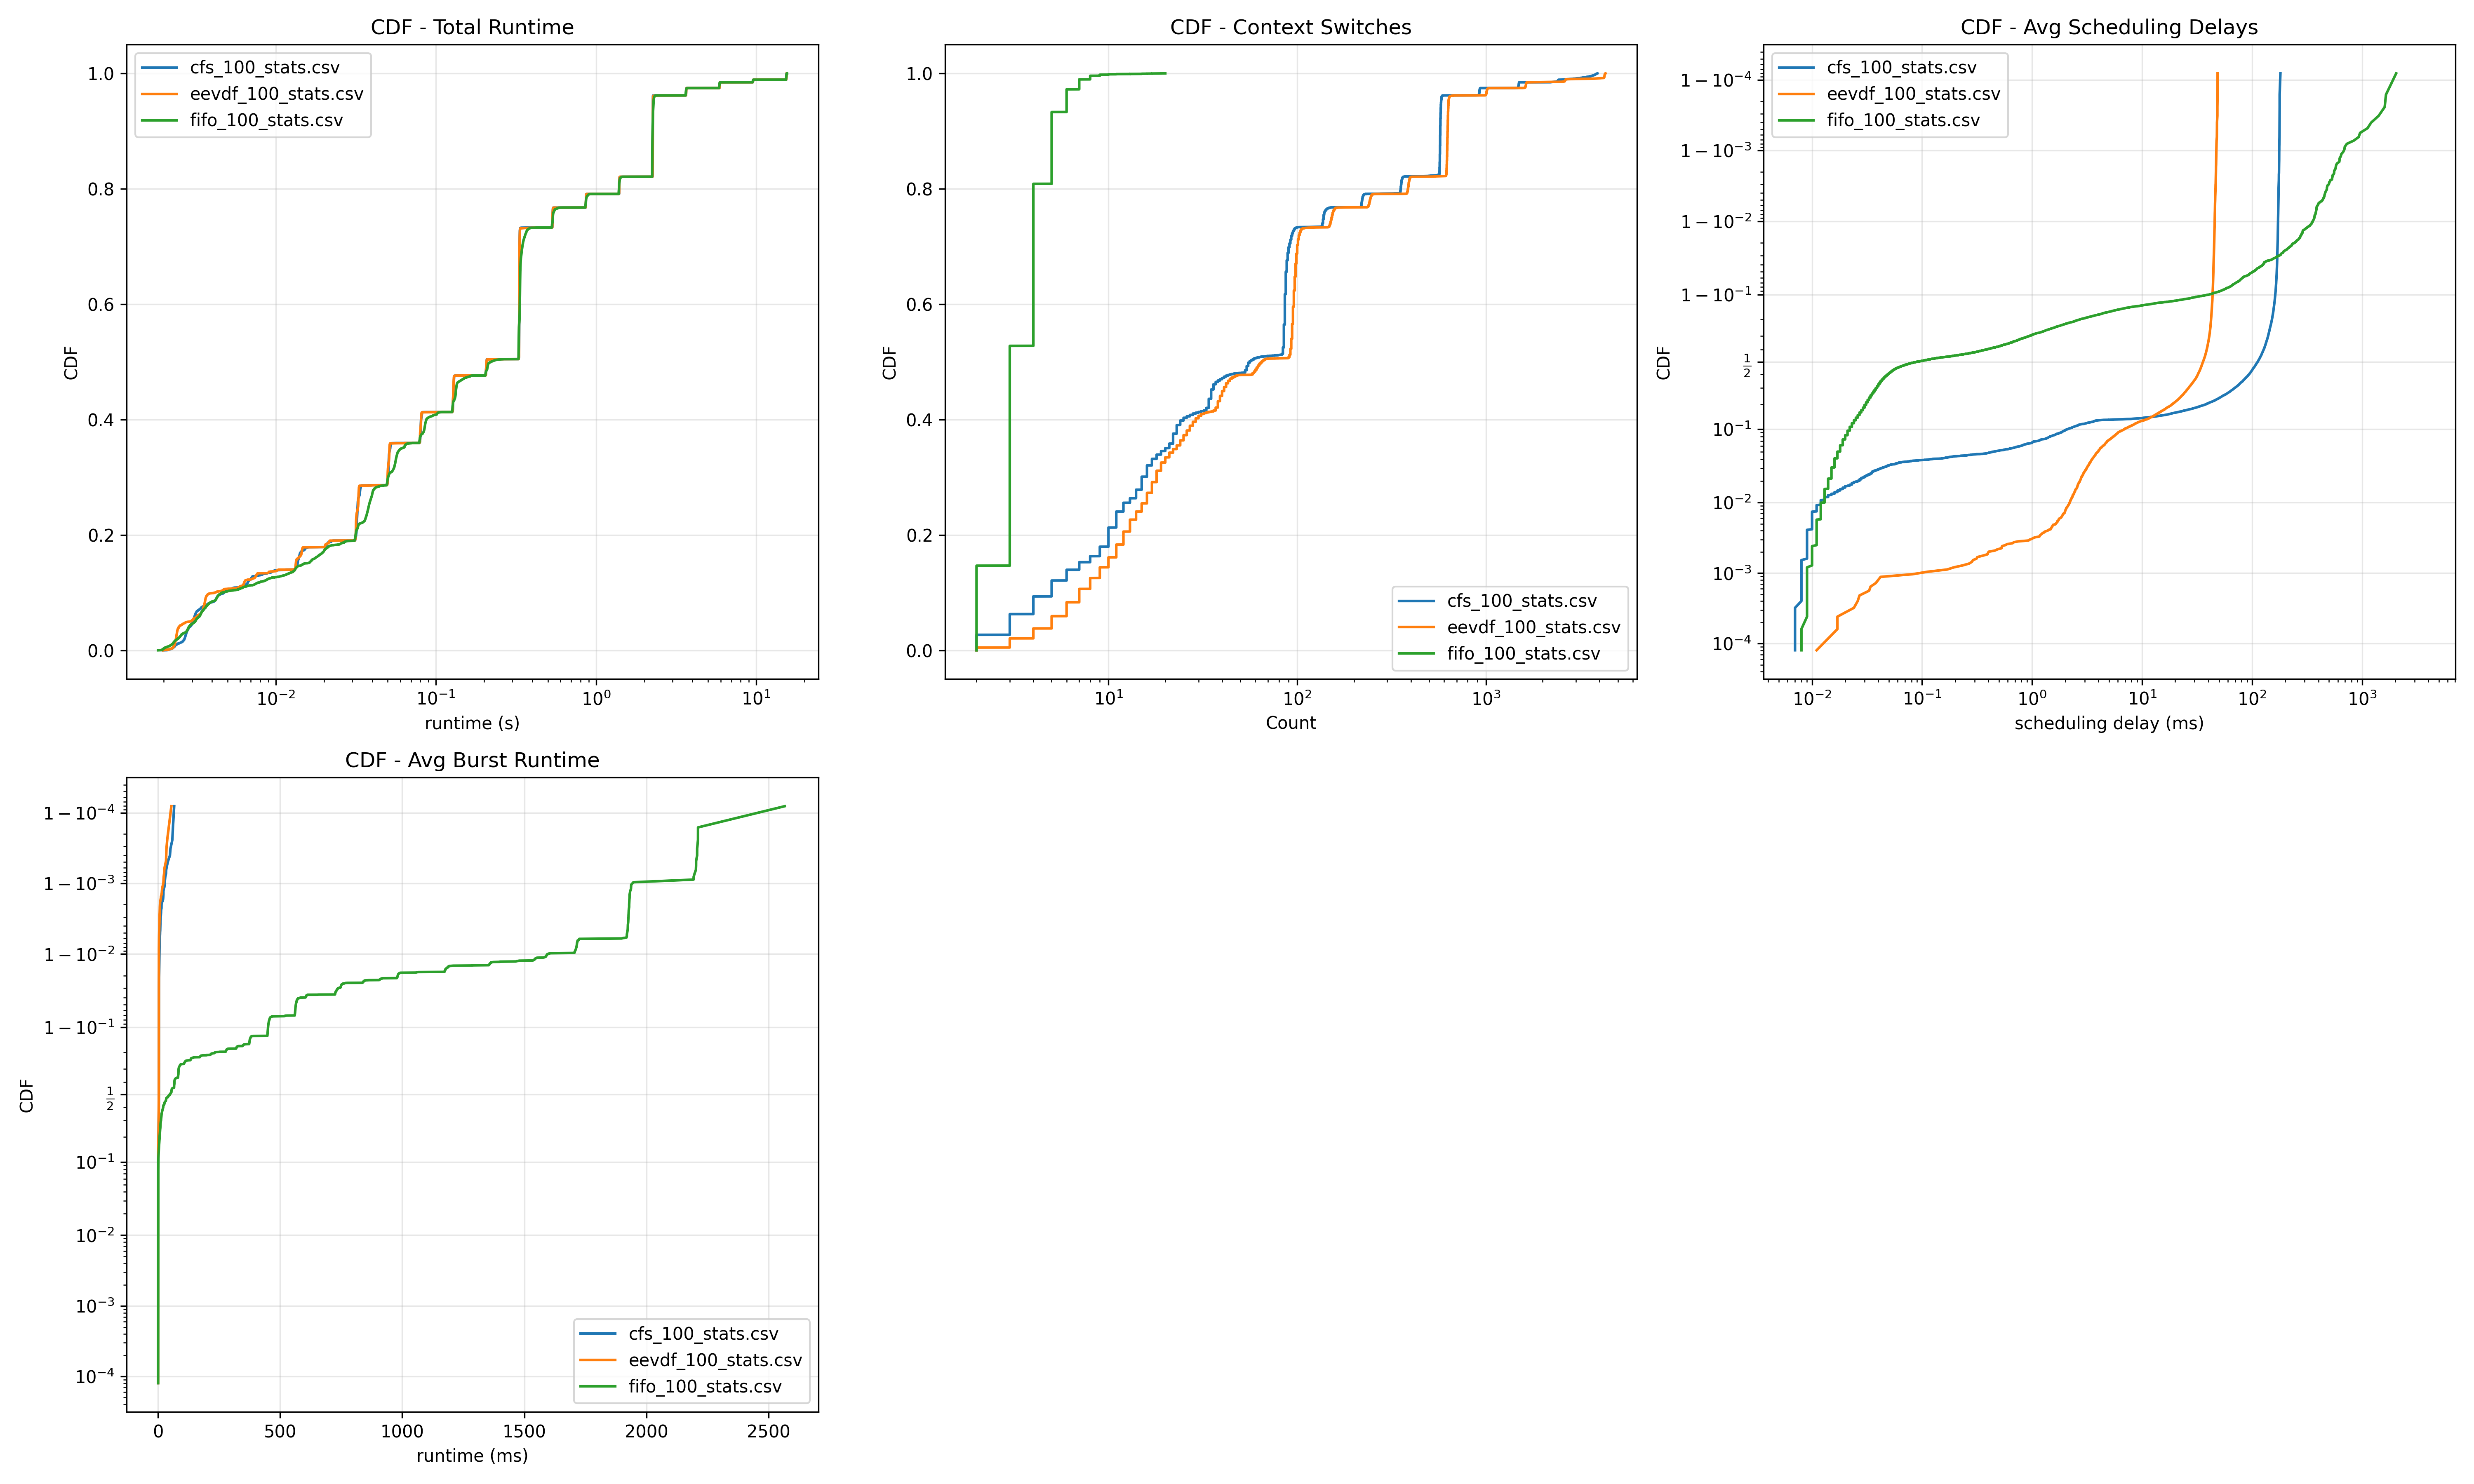 CDF - Total Runtime
cfs_100_stats.csv
eevdf_100_stats.csv
fifo_100_stats.csv
CDF
1.0
0.8
0.6
0.4
0.2
0.0
10⁻² 10⁻¹ 10⁰ 10¹
runtime (s)
CDF - Context Switches
CDF
1.0
0.8
0.6
0.4
0.2
0.0
cfs_100_stats.csv
eevdf_100_stats.csv
fifo_100_stats.csv
10¹ 10² 10³
Count
CDF - Avg Scheduling Delays
cfs_100_stats.csv
eevdf_100_stats.csv
fifo_100_stats.csv
CDF
1 − 10⁻⁴
1 − 10⁻³
1 − 10⁻²
1 − 10⁻¹
1/2
10⁻¹
10⁻²
10⁻³
10⁻⁴
10⁻² 10⁻¹ 10⁰ 10¹ 10² 10³
scheduling delay (ms)
CDF - Avg Burst Runtime
CDF
1 − 10⁻⁴
1 − 10⁻³
1 − 10⁻²
1 − 10⁻¹
1/2
10⁻¹
10⁻²
10⁻³
10⁻⁴
cfs_100_stats.csv
eevdf_100_stats.csv
fifo_100_stats.csv
0 500 1000 1500 2000 2500
runtime (ms)